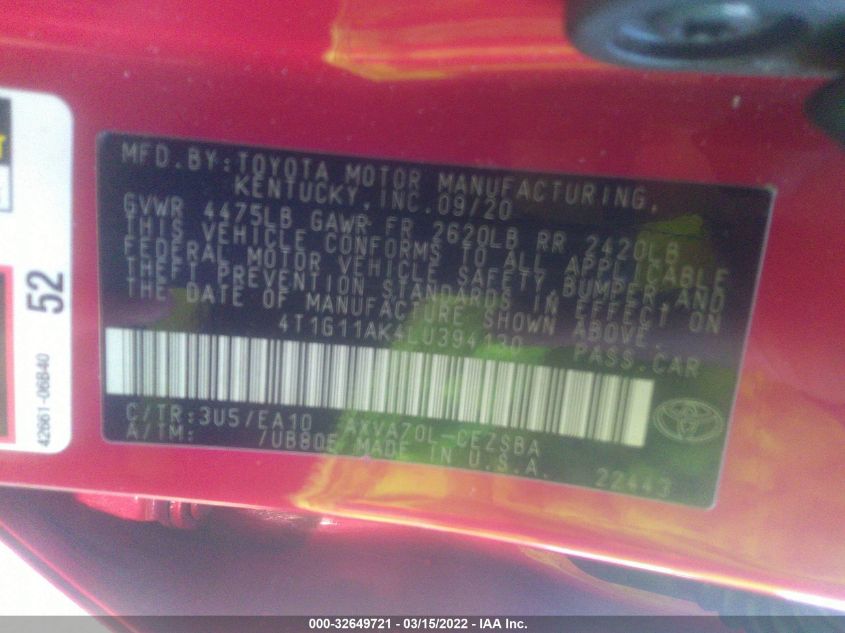 MFD.BY:TOYOTA MOTOR MANUFACTURING,
KENTUCKY,INC.09/20
GVWR 4475LB GAWR FR 2620LB RR 2420LB
THIS VEHICLE CONFORMS TO ALL APPLICABLE
FEDERAL MOTOR VEHICLE SAFETY,BUMPER,AND
THEFT PREVENTION STANDARDS IN EFFECT ON
THE DATE OF MANUFACTURE SHOWN ABOVE.
4T1G11AK4LU394130 PASS.CAR
C/TR:3U5/EA10 AXVA70L-CEZSBA
A/TM: /UB80E MADE IN U.S.A.
22443
52
42661-06B40
000-32649721 - 03/15/2022 - IAA Inc.